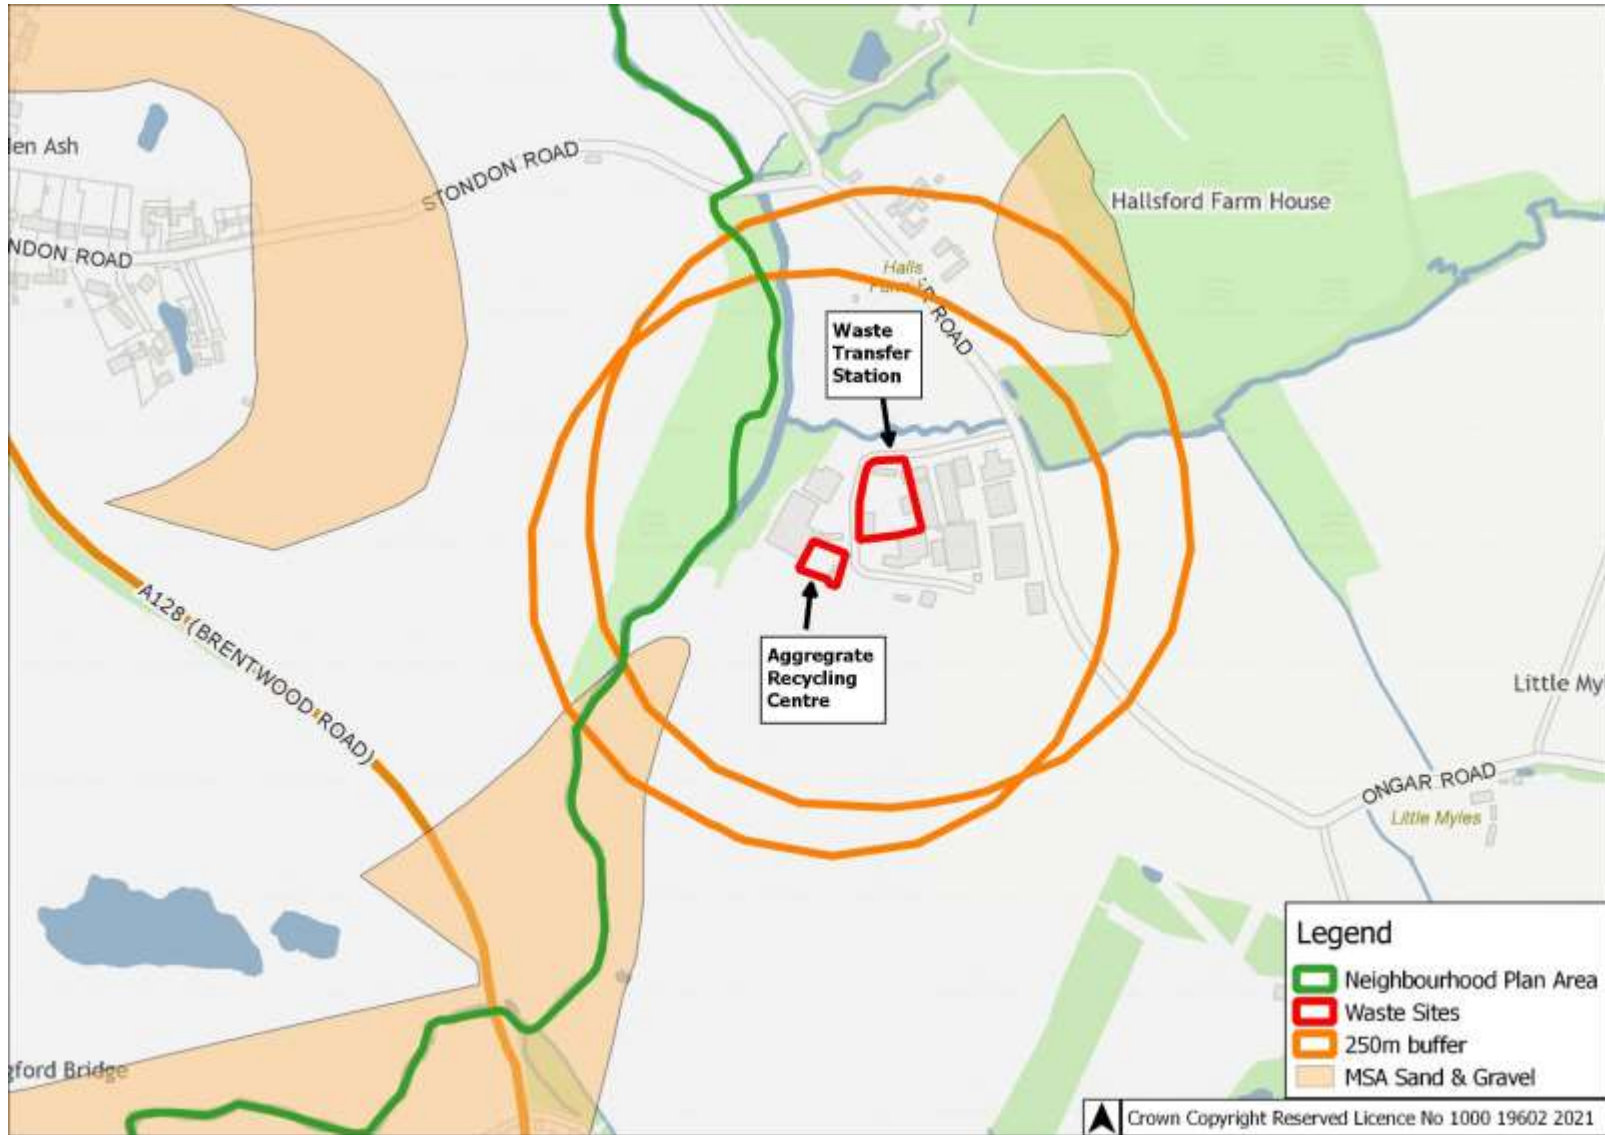 len Ash
STONDON ROAD
NDON ROAD
Hallsford Farm House
Halls
R ROAD
Waste
Transfer
Station
Aggregrate
Recycling
Centre
A128 (BRENTWOOD ROAD)
Little My
ONGAR ROAD
Little Myles
gford Bridge
Legend
Neighbourhood Plan Area
Waste Sites
250m buffer
MSA Sand & Gravel
Crown Copyright Reserved Licence No 1000 19602 2021